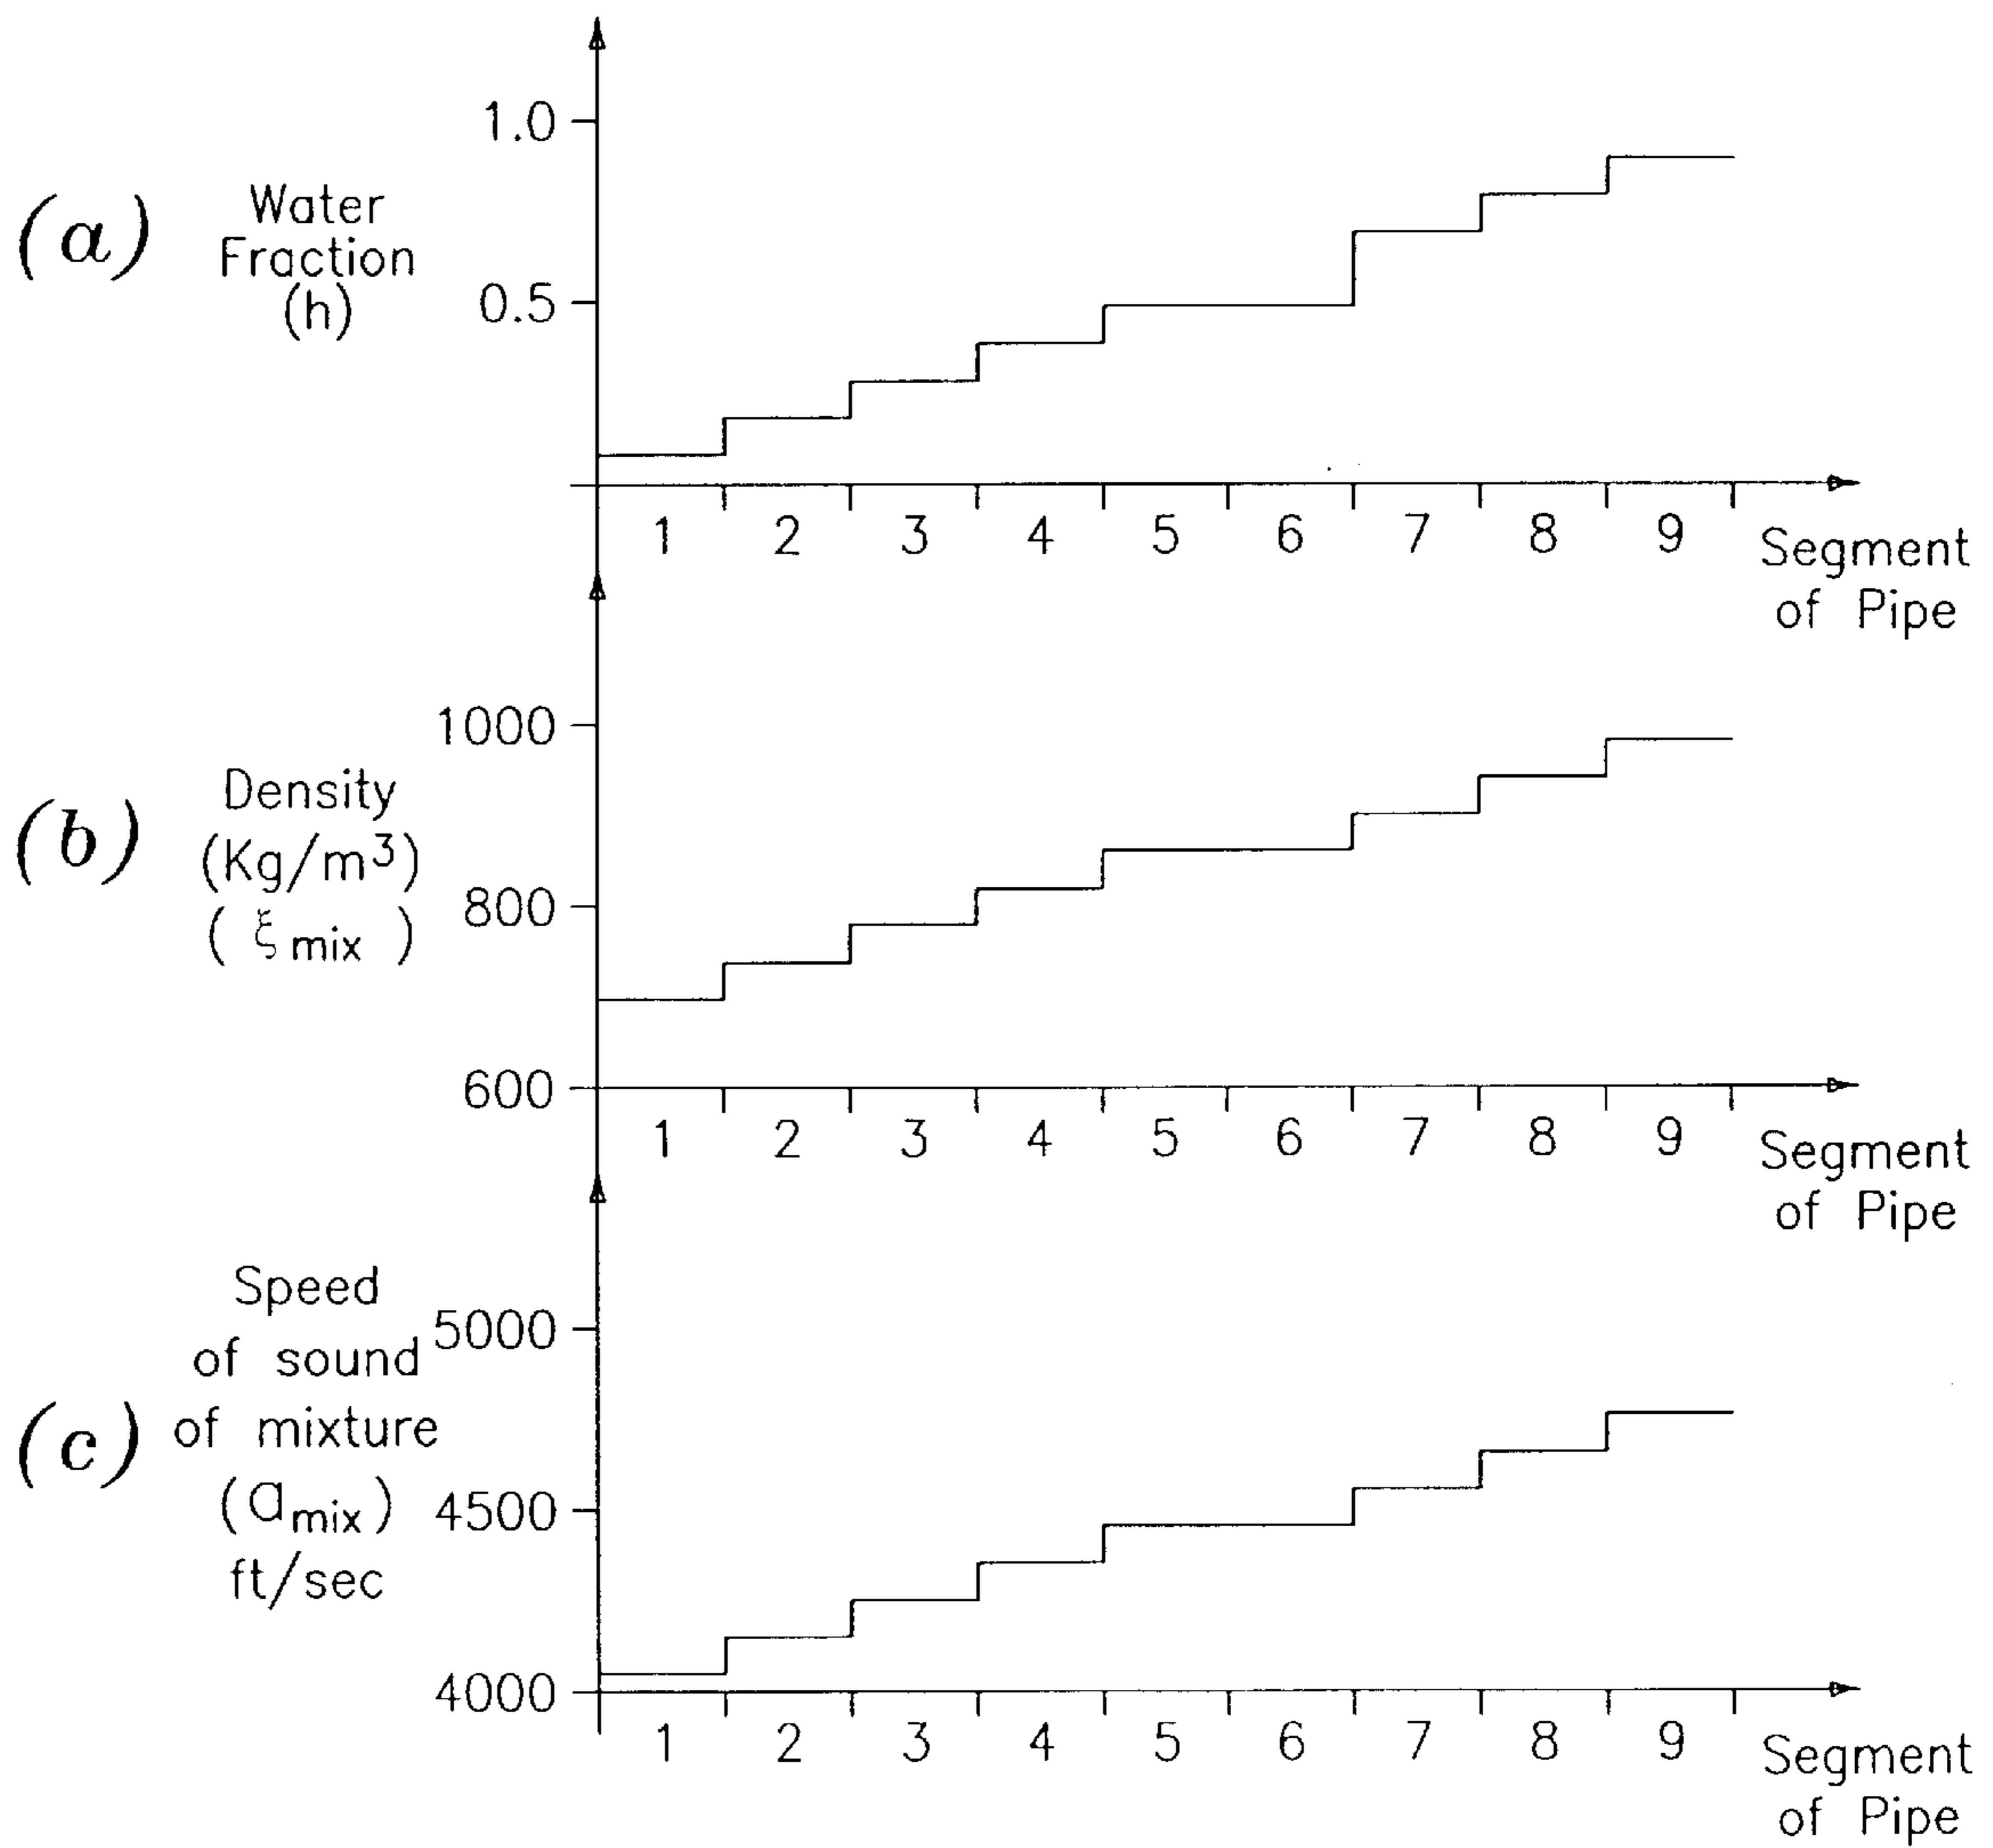 (a)
Water
Fraction
(h)
1.0
0.5
1 2 3 4 5 6 7 8 9
Segment
of Pipe
(b)
Density
(Kg/m³)
( ξmix )
1000
800
600
1 2 3 4 5 6 7 8 9
Segment
of Pipe
(c)
Speed
of sound
of mixture
(amix)
ft/sec
5000
4500
4000
1 2 3 4 5 6 7 8 9
Segment
of Pipe